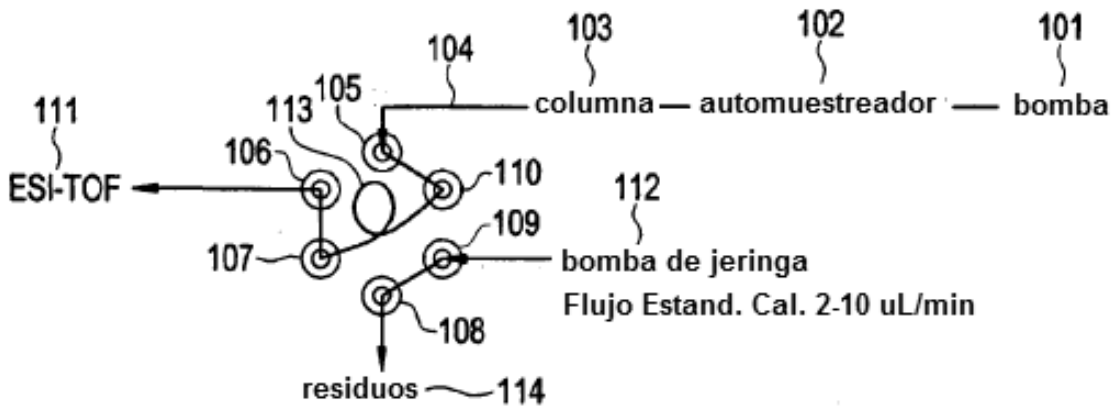 103 102 101
104
105
columna automuestreador bomba
111 113
106
110
ESI-TOF
112
109
107
bomba de jeringa
Flujo Estand. Cal. 2-10 uL/min
108
residuos 114